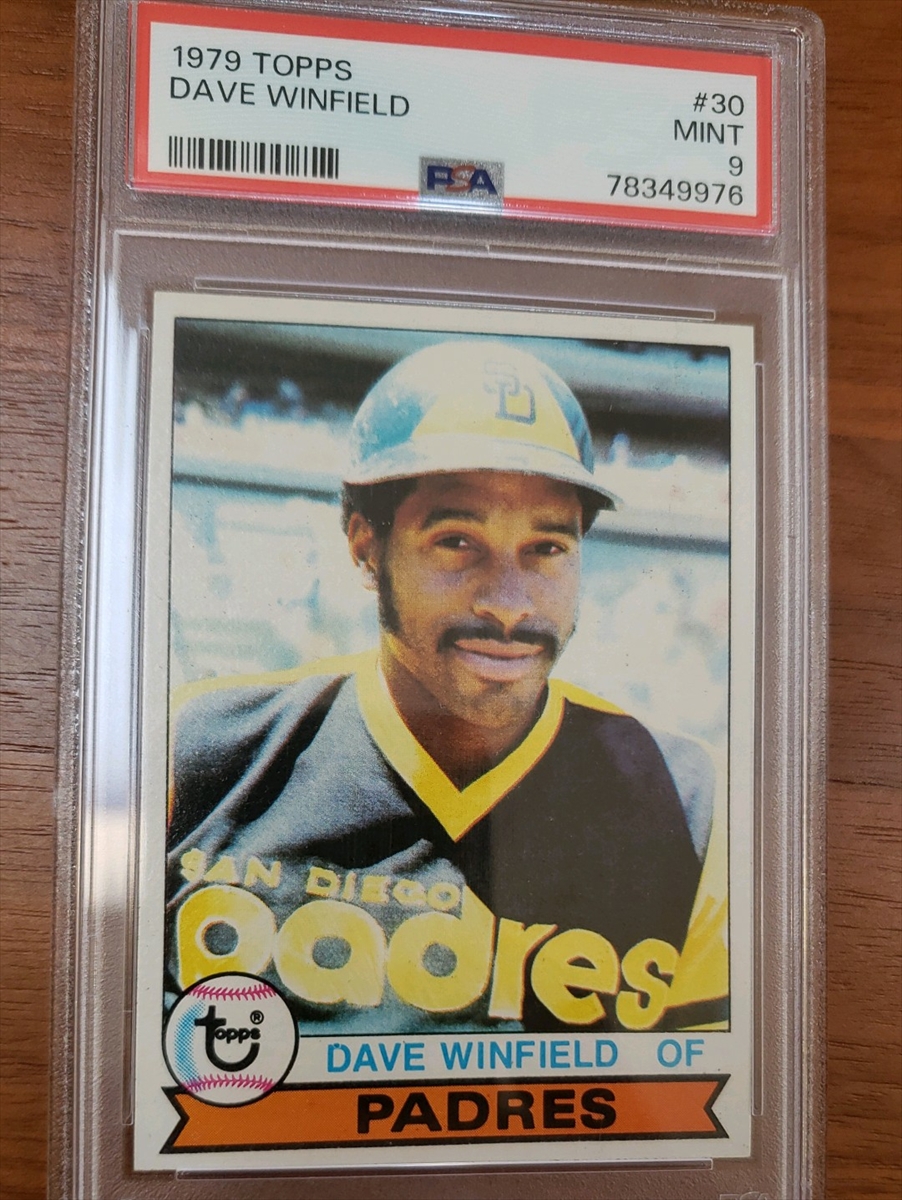 1979 TOPPS
DAVE WINFIELD
#30
MINT
9
78349976
PSA
SD
SAN DIEGO
padres
topps®
DAVE WINFIELD OF
PADRES